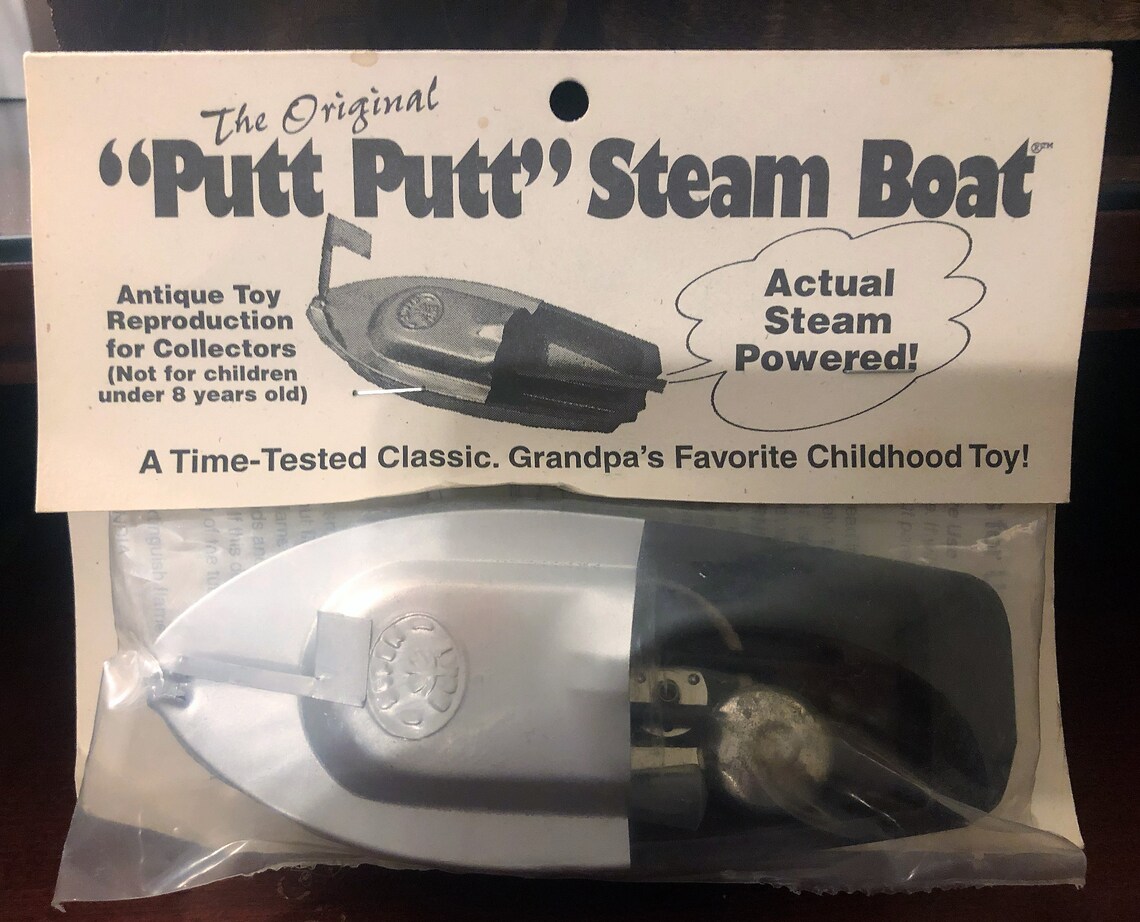 The Original
“Putt Putt” Steam Boat®™
Antique Toy
Reproduction
for Collectors
(Not for children
under 8 years old)
Actual
Steam
Powered!
A Time-Tested Classic. Grandpa's Favorite Childhood Toy!